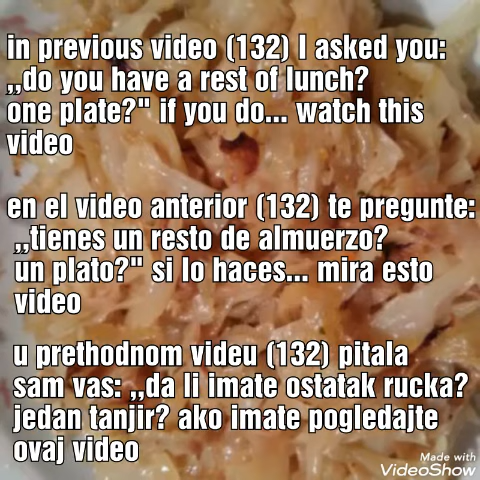 in previous video (132) I asked you:
,,do you have a rest of lunch?
one plate?" if you do... watch this
video
en el video anterior (132) te pregunte:
,,tienes un resto de almuerzo?
un plato?" si lo haces... mira esto
video
u prethodnom videu (132) pitala
sam vas: ,,da li imate ostatak rucka?
jedan tanjir? ako imate pogledajte
ovaj video
Made with
VideoShow